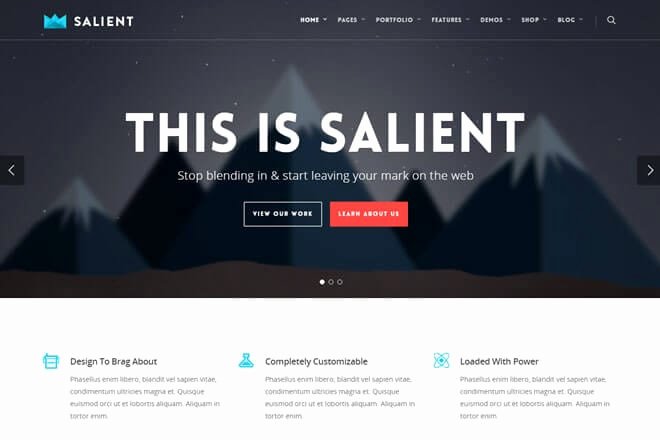 SALIENT
HOME PAGES PORTFOLIO FEATURES DEMOS SHOP BLOG
THIS IS SALIENT
Stop blending in & start leaving your mark on the web
VIEW OUR WORK LEARN ABOUT US
Design To Brag About
Phasellus enim libero, blandit vel sapien vitae,
condimentum ultricies magna et. Quisque
euismod orci ut et lobortis aliquam. Aliquam in
tortor enim.
Completely Customizable
Phasellus enim libero, blandit vel sapien vitae,
condimentum ultricies magna et. Quisque
euismod orci ut et lobortis aliquam. Aliquam in
tortor enim.
Loaded With Power
Phasellus enim libero, blandit vel sapien vitae,
condimentum ultricies magna et. Quisque
euismod orci ut et lobortis aliquam. Aliquam in
tortor enim.